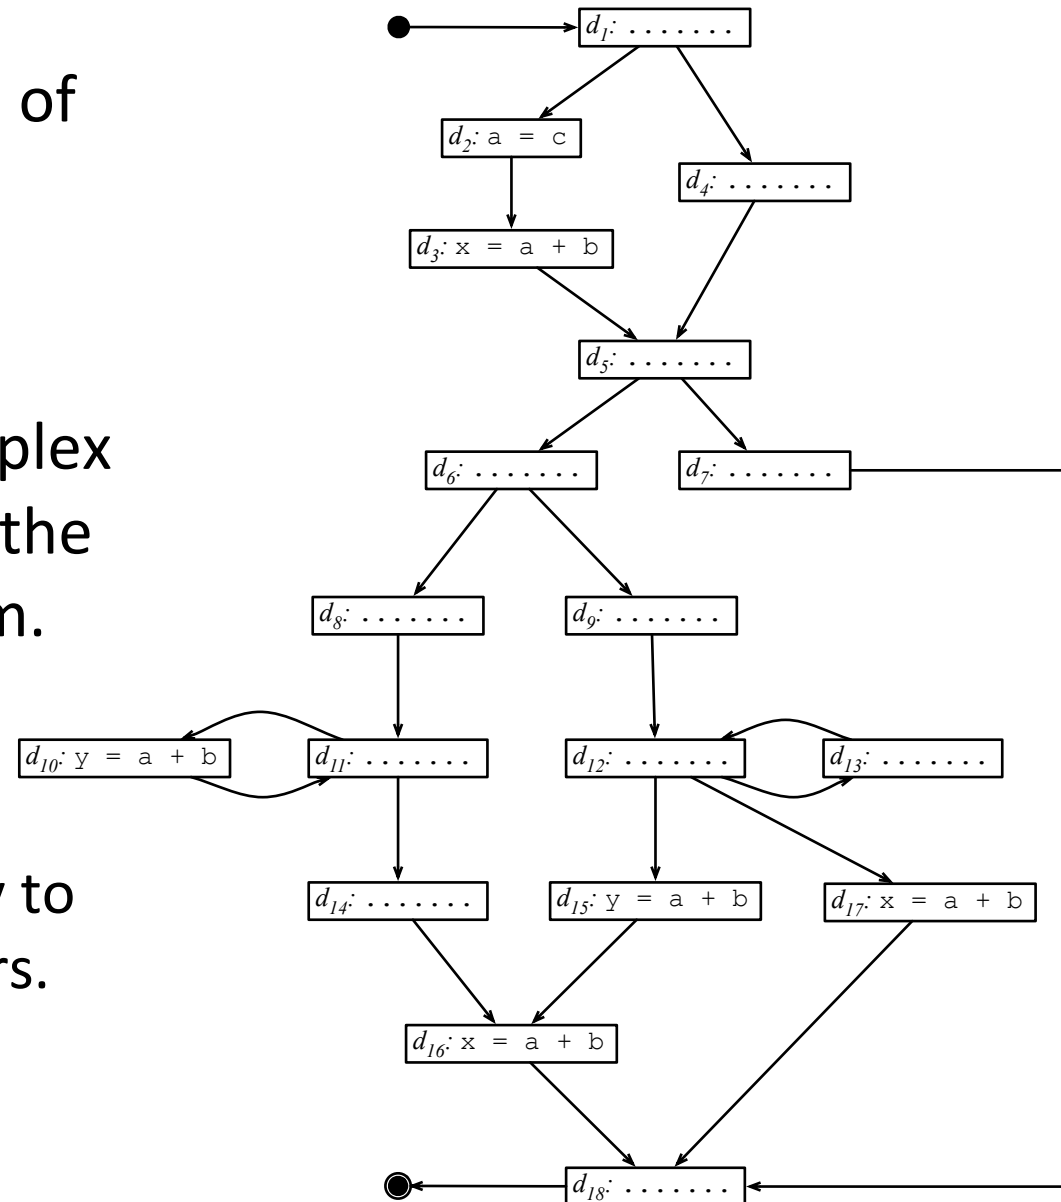 of
plex
the
m.
y to
rs.
d1: .......
d2: a = c
d4: .......
d3: x = a + b
d5: .......
d6: .......
d7: .......
d8: .......
d9: .......
d10: y = a + b
d11: .......
d12: .......
d13: .......
d14: .......
d15: y = a + b
d17: x = a + b
d16: x = a + b
d18: .......